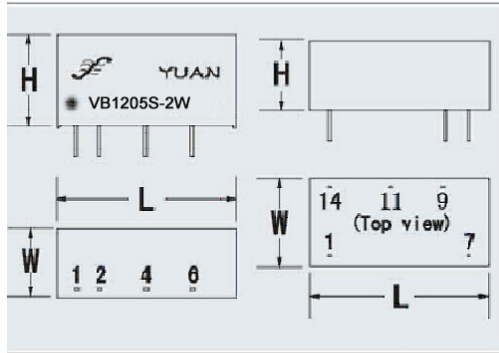 H
YUAN
VB1205S-2W
L
W
1 2 4 6
H
W
14 11 9
(Top view)
1 7
L